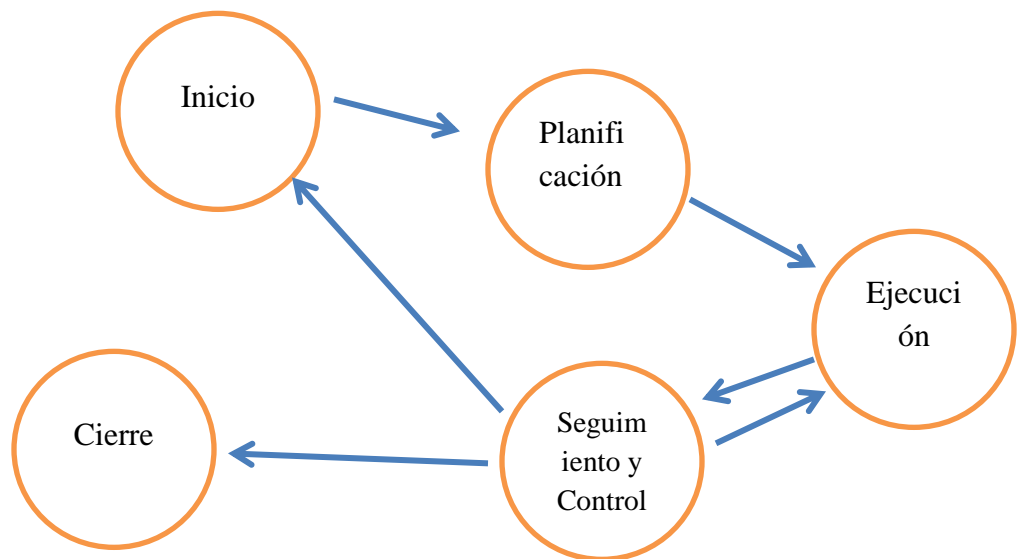 Inicio
Planifi
cación
Ejecuci
ón
Seguim
iento y
Control
Cierre